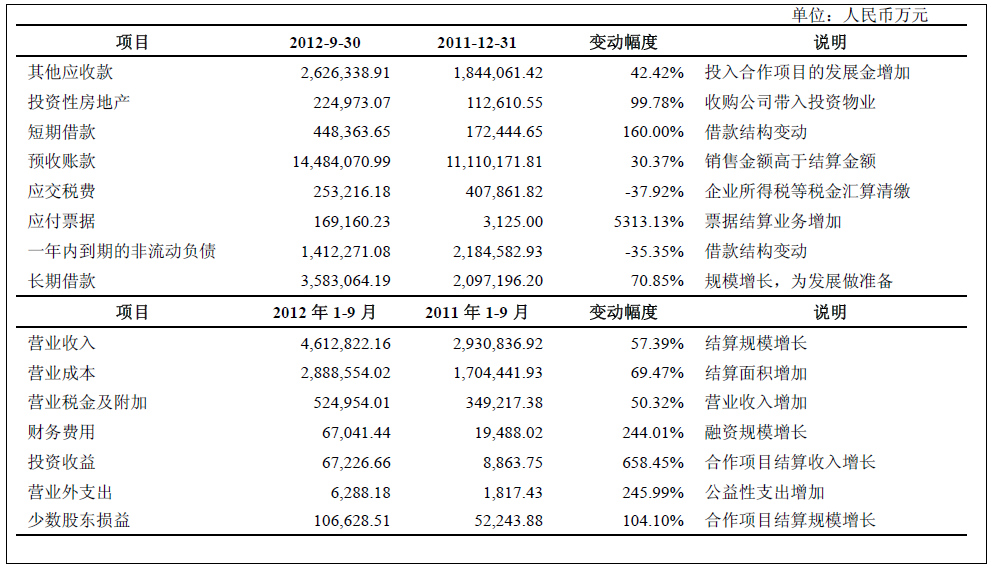 单位：人民币万元
项目 2012-9-30 2011-12-31 变动幅度 说明
其他应收款 2,626,338.91 1,844,061.42 42.42% 投入合作项目的发展金增加
投资性房地产 224,973.07 112,610.55 99.78% 收购公司带入投资物业
短期借款 448,363.65 172,444.65 160.00% 借款结构变动
预收账款 14,484,070.99 11,110,171.81 30.37% 销售金额高于结算金额
应交税费 253,216.18 407,861.82 -37.92% 企业所得税等税金汇算清缴
应付票据 169,160.23 3,125.00 5313.13% 票据结算业务增加
一年内到期的非流动负债 1,412,271.08 2,184,582.93 -35.35% 借款结构变动
长期借款 3,583,064.19 2,097,196.20 70.85% 规模增长，为发展做准备
项目 2012 年 1-9 月 2011 年 1-9 月 变动幅度 说明
营业收入 4,612,822.16 2,930,836.92 57.39% 结算规模增长
营业成本 2,888,554.02 1,704,441.93 69.47% 结算面积增加
营业税金及附加 524,954.01 349,217.38 50.32% 营业收入增加
财务费用 67,041.44 19,488.02 244.01% 融资规模增长
投资收益 67,226.66 8,863.75 658.45% 合作项目结算收入增长
营业外支出 6,288.18 1,817.43 245.99% 公益性支出增加
少数股东损益 106,628.51 52,243.88 104.10% 合作项目结算规模增长